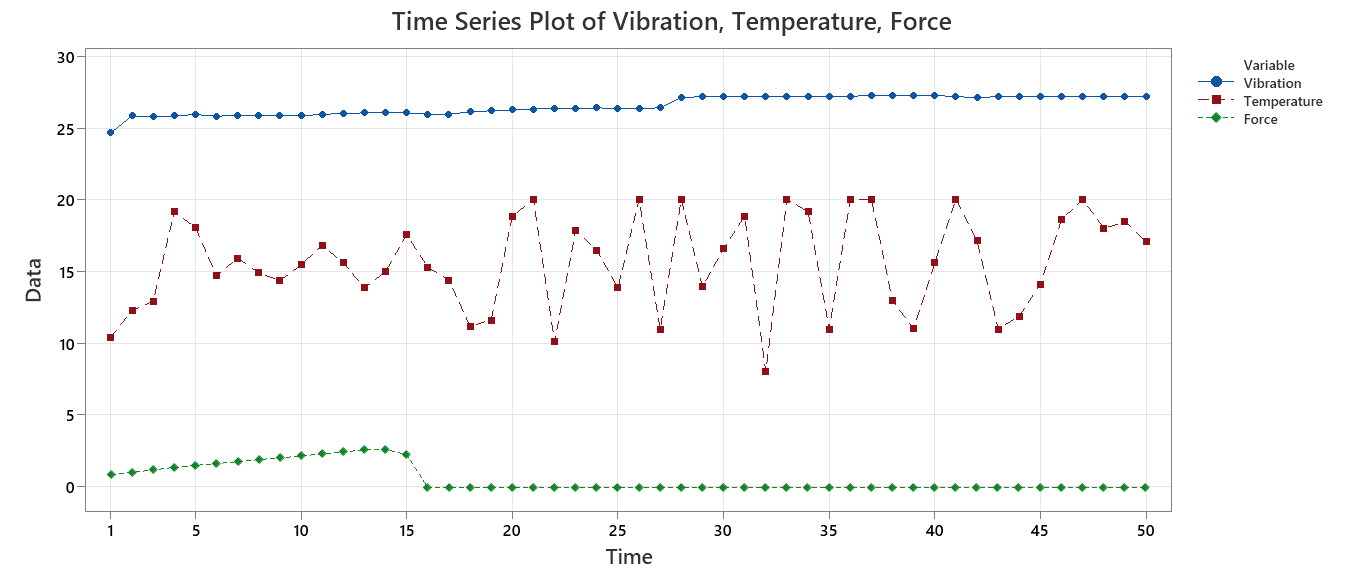 Time Series Plot of Vibration, Temperature, Force
30
25
20
15
10
5
0
Data
1 5 10 15 20 25 30 35 40 45 50
Time
Variable
Vibration
Temperature
Force